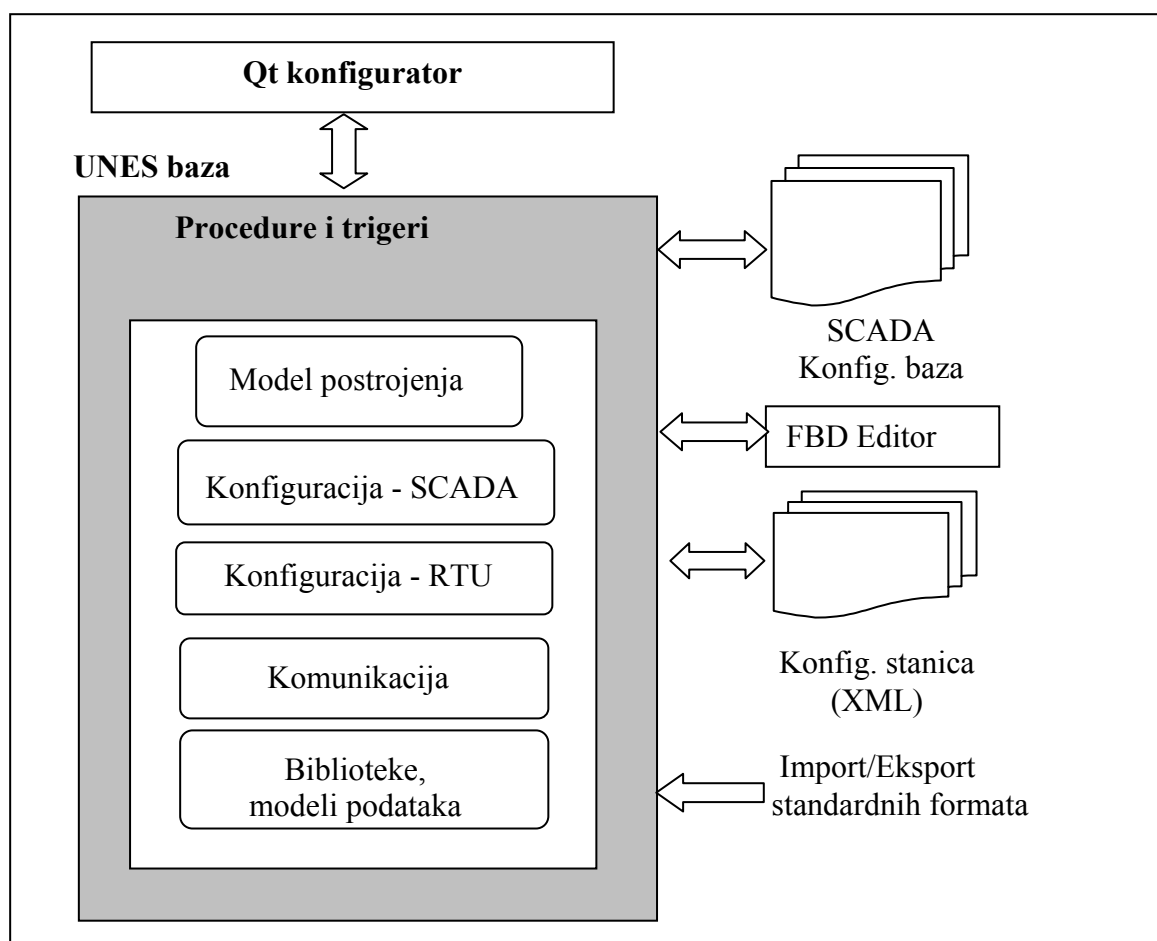 Qt konfigurator
UNES baza
Procedure i trigeri
Model postrojenja
Konfiguracija - SCADA
Konfiguracija - RTU
Komunikacija
Biblioteke,
modeli podataka
SCADA
Konfig. baza
FBD Editor
Konfig. stanica
(XML)
Import/Eksport
standardnih formata